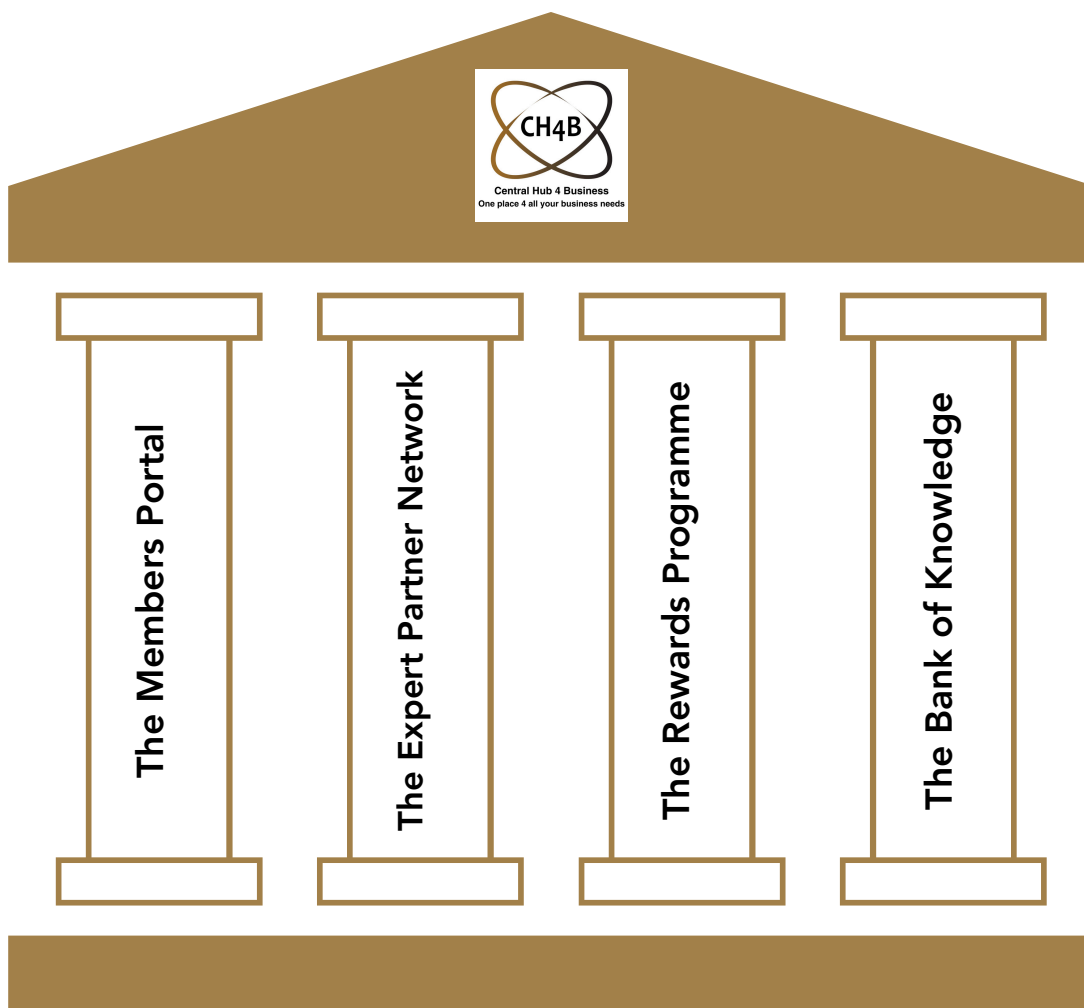 CH4B
Central Hub 4 Business
One place 4 all your business needs
The Members Portal
The Expert Partner Network
The Rewards Programme
The Bank of Knowledge